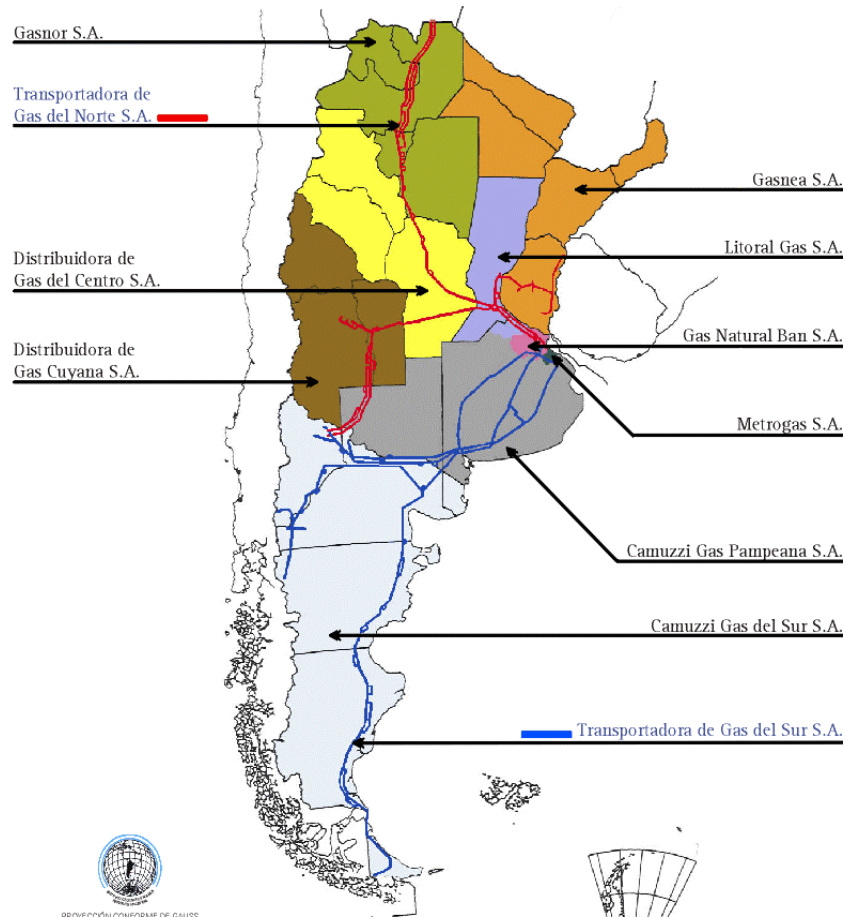 Gasnor S.A.
Transportadora de
Gas del Norte S.A.
Gasnea S.A.
Litoral Gas S.A.
Distribuidora de
Gas del Centro S.A.
Gas Natural Ban S.A.
Distribuidora de
Gas Cuyana S.A.
Metrogas S.A.
Camuzzi Gas Pampeana S.A.
Camuzzi Gas del Sur S.A.
Transportadora de Gas del Sur S.A.
PROYECCIÓN CONFORME DE GAUSS